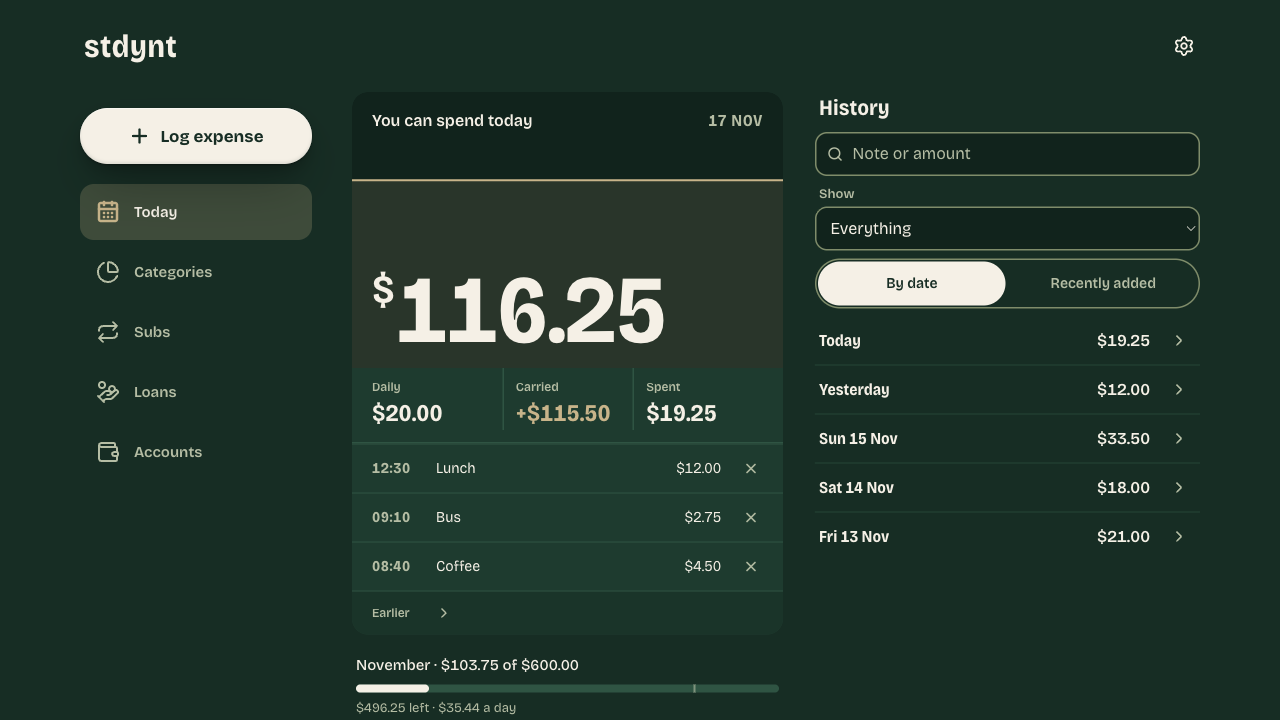 stdynt
+ Log expense
Today
Categories
Subs
Loans
Accounts
You can spend today 17 NOV
$116.25
Daily Carried Spent
$20.00 +$115.50 $19.25
12:30 Lunch $12.00
09:10 Bus $2.75
08:40 Coffee $4.50
Earlier
November · $103.75 of $600.00
$496.25 left · $35.44 a day
History
Note or amount
Show
Everything
By date Recently added
Today $19.25
Yesterday $12.00
Sun 15 Nov $33.50
Sat 14 Nov $18.00
Fri 13 Nov $21.00